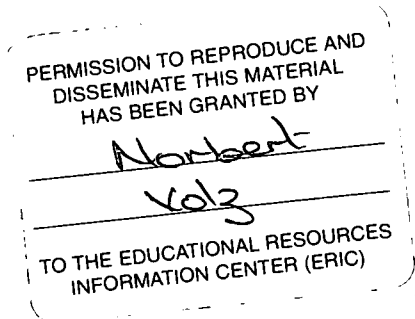 PERMISSION TO REPRODUCE AND
DISSEMINATE THIS MATERIAL
HAS BEEN GRANTED BY
Norbert
Volz
TO THE EDUCATIONAL RESOURCES
INFORMATION CENTER (ERIC)